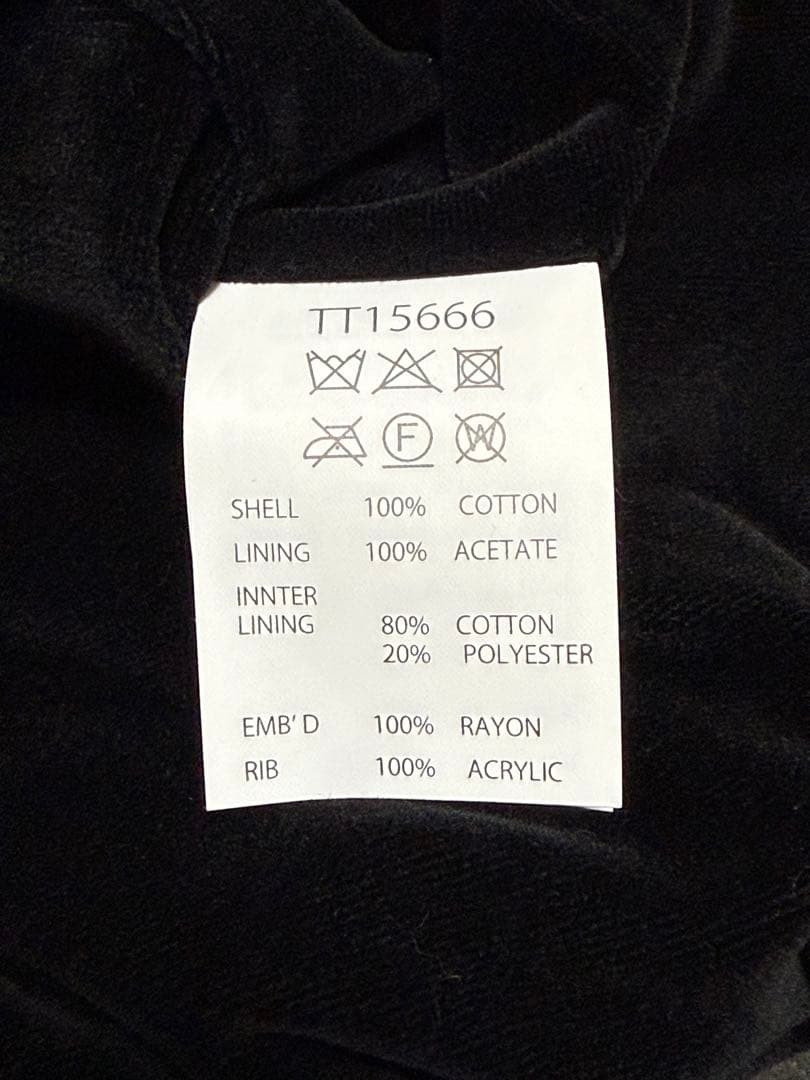 TT15666
F W
SHELL 100% COTTON
LINING 100% ACETATE
INNTER
LINING 80% COTTON
20% POLYESTER
EMB'D 100% RAYON
RIB 100% ACRYLIC